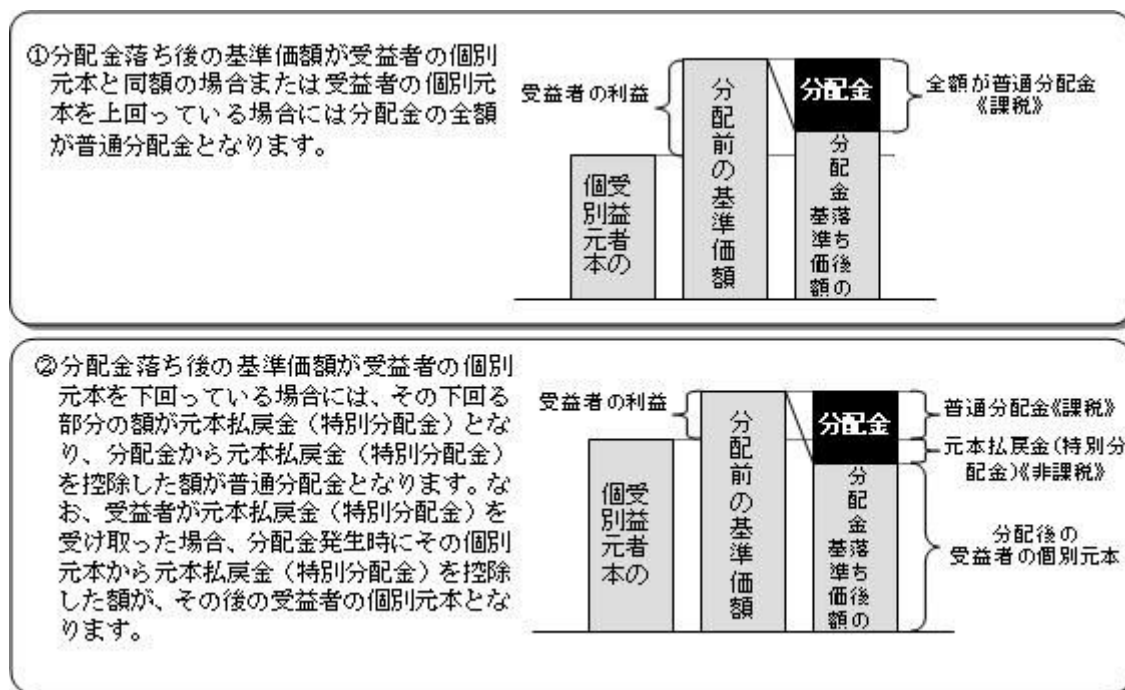 ①分配金落ち後の基準価額が受益者の個別
元本と同額の場合または受益者の個別元
本を上回っている場合には分配金の全額
が普通分配金となります。
受益者の利益
受益者の
個別元本
分配前の基準価額
分配金
分配金落ち後の
基準価額
全額が普通分配金
《課税》
②分配金落ち後の基準価額が受益者の個別
元本を下回っている場合には、その下回る
部分の額が元本払戻金（特別分配金）とな
り、分配金から元本払戻金（特別分配金）
を控除した額が普通分配金となります。な
お、受益者が元本払戻金（特別分配金）を
受け取った場合、分配金発生時にその個別
元本から元本払戻金（特別分配金）を控除
した額が、その後の受益者の個別元本とな
ります。
受益者の利益
受益者の
個別元本
分配前の基準価額
分配金
分配金落ち後の
基準価額
普通分配金《課税》
元本払戻金(特別分
配金)《非課税》
分配後の
受益者の個別元本